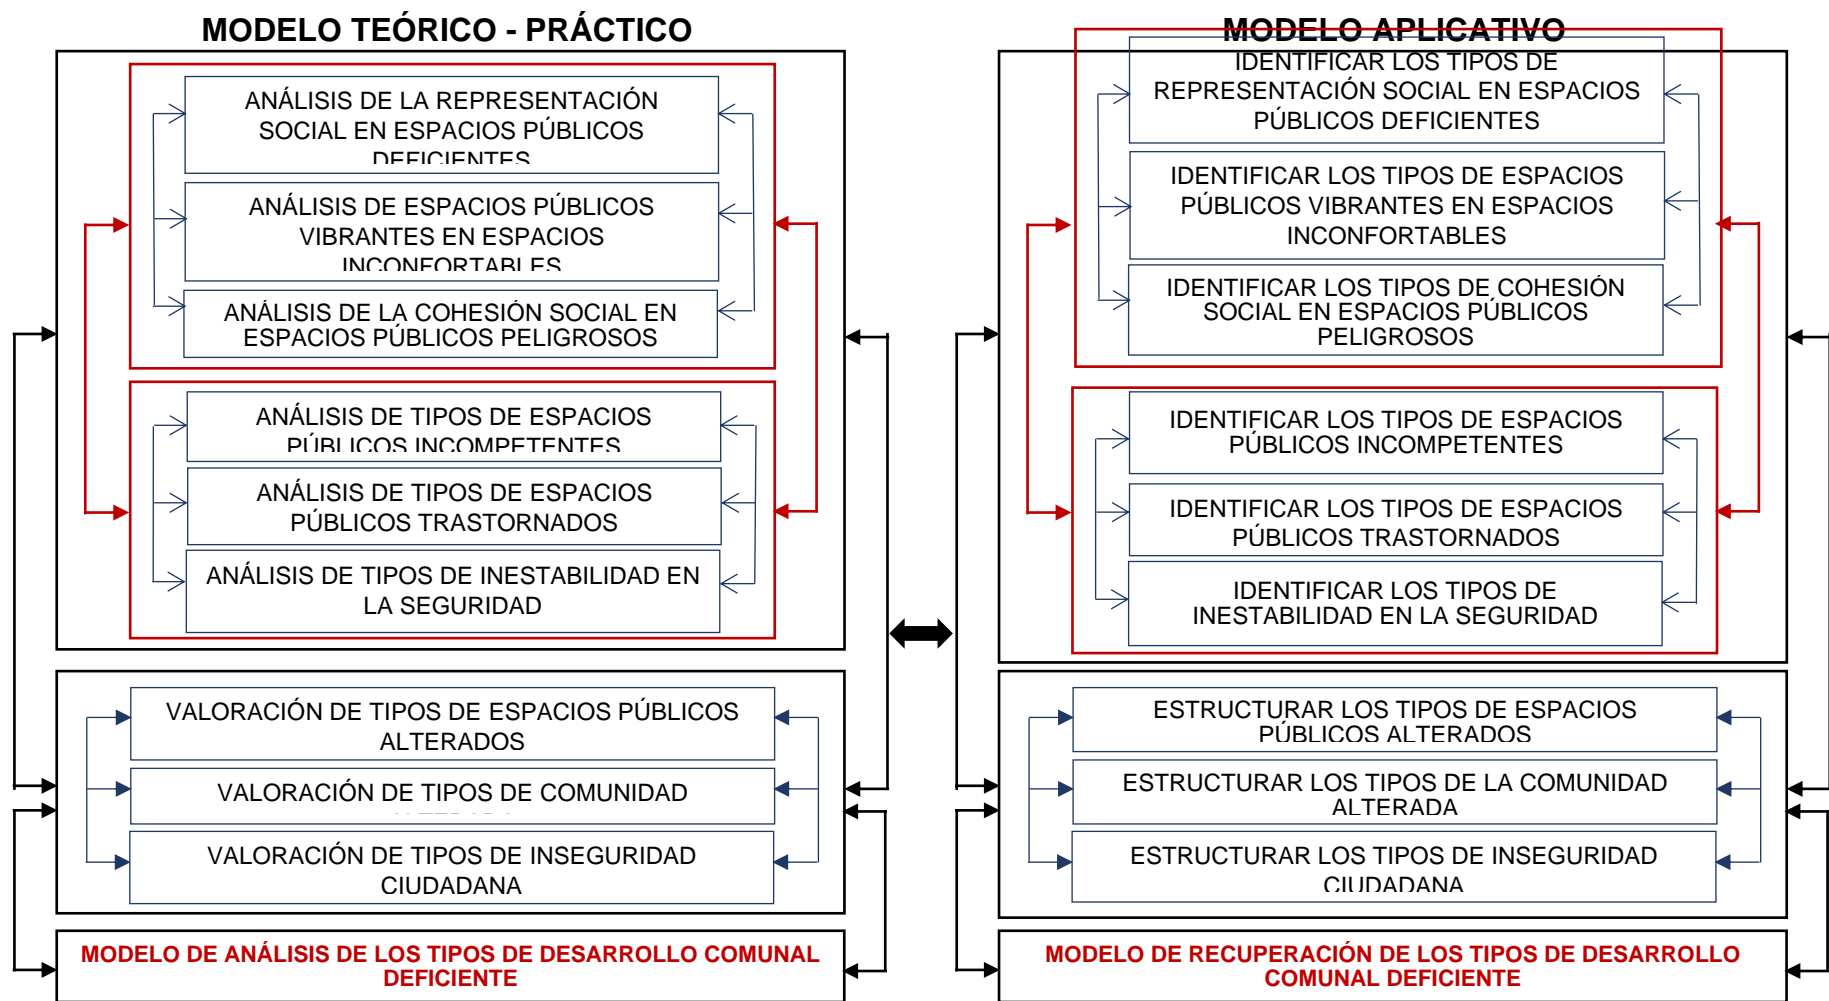 MODELO TEÓRICO - PRÁCTICO
ANÁLISIS DE LA REPRESENTACIÓN
SOCIAL EN ESPACIOS PÚBLICOS
DEFICIENTES
ANÁLISIS DE ESPACIOS PÚBLICOS
VIBRANTES EN ESPACIOS
INCONFORTABLES
ANÁLISIS DE LA COHESIÓN SOCIAL EN
ESPACIOS PÚBLICOS PELIGROSOS
ANÁLISIS DE TIPOS DE ESPACIOS
PÚBLICOS INCOMPETENTES
ANÁLISIS DE TIPOS DE ESPACIOS
PÚBLICOS TRASTORNADOS
ANÁLISIS DE TIPOS DE INESTABILIDAD EN
LA SEGURIDAD
VALORACIÓN DE TIPOS DE ESPACIOS PÚBLICOS
ALTERADOS
VALORACIÓN DE TIPOS DE COMUNIDAD
VALORACIÓN DE TIPOS DE INSEGURIDAD
CIUDADANA
MODELO DE ANÁLISIS DE LOS TIPOS DE DESARROLLO COMUNAL
DEFICIENTE
MODELO APLICATIVO
IDENTIFICAR LOS TIPOS DE
REPRESENTACIÓN SOCIAL EN ESPACIOS
PÚBLICOS DEFICIENTES
IDENTIFICAR LOS TIPOS DE ESPACIOS
PÚBLICOS VIBRANTES EN ESPACIOS
INCONFORTABLES
IDENTIFICAR LOS TIPOS DE COHESIÓN
SOCIAL EN ESPACIOS PÚBLICOS
PELIGROSOS
IDENTIFICAR LOS TIPOS DE ESPACIOS
PÚBLICOS INCOMPETENTES
IDENTIFICAR LOS TIPOS DE ESPACIOS
PÚBLICOS TRASTORNADOS
IDENTIFICAR LOS TIPOS DE
INESTABILIDAD EN LA SEGURIDAD
ESTRUCTURAR LOS TIPOS DE ESPACIOS
PÚBLICOS ALTERADOS
ESTRUCTURAR LOS TIPOS DE LA COMUNIDAD
ALTERADA
ESTRUCTURAR LOS TIPOS DE INSEGURIDAD
CIUDADANA
MODELO DE RECUPERACIÓN DE LOS TIPOS DE DESARROLLO
COMUNAL DEFICIENTE